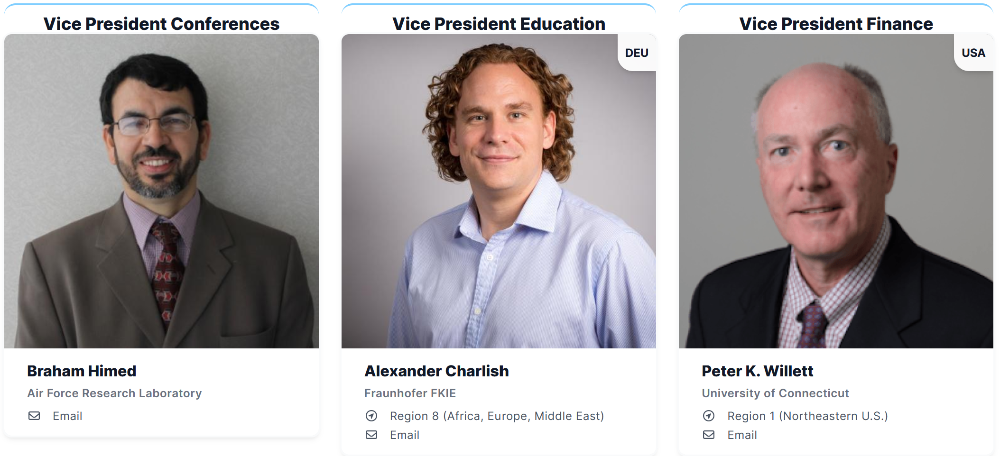 Vice President Conferences
Braham Himed
Air Force Research Laboratory
Email
Vice President Education
DEU
Alexander Charlish
Fraunhofer FKIE
Region 8 (Africa, Europe, Middle East)
Email
Vice President Finance
USA
Peter K. Willett
University of Connecticut
Region 1 (Northeastern U.S.)
Email